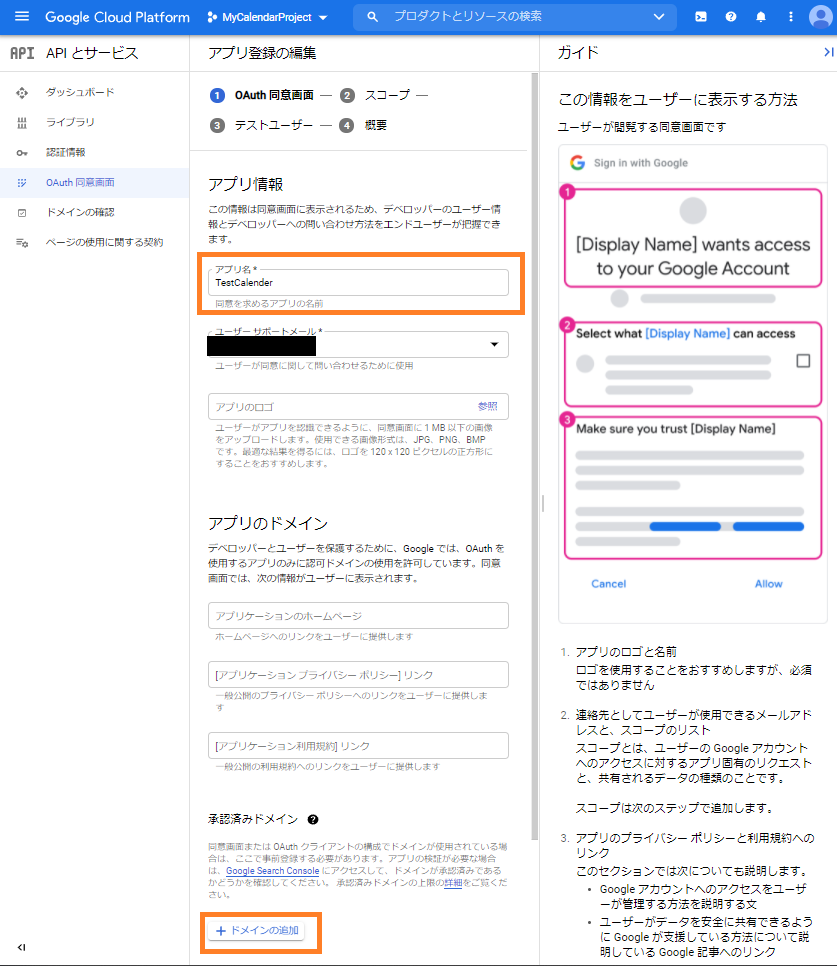 Google Cloud Platform
MyCalendarProject
プロダクトとリソースの検索
API
API とサービス
ダッシュボード
ライブラリ
認証情報
OAuth 同意画面
ドメインの確認
ページの使用に関する契約
アプリ登録の編集
1 OAuth 同意画面 — 2 スコープ —
3 テストユーザー — 4 概要
アプリ情報
この情報は同意画面に表示されるため、デベロッパーのユーザー情
報とデベロッパーへの問い合わせ方法をエンドユーザーが把握でき
ます。
アプリ名 *
TestCalender
同意を求めるアプリの名前
ユーザー サポートメール *
ユーザーが同意に関して問い合わせるために使用
アプリのロゴ
参照
ユーザーがアプリを認識できるように、同意画面に 1 MB 以下の画像
をアップロードします。使用できる画像形式は、JPG、PNG、BMP
です。最適な結果を得るには、ロゴを 120 x 120 ピクセルの正方形に
することをおすすめします。
アプリのドメイン
デベロッパーとユーザーを保護するために、Google では、OAuth を
使用するアプリのみに認可ドメインの使用を許可しています。同意
画面では、次の情報がユーザーに表示されます。
アプリケーションのホームページ
ホームページへのリンクをユーザーに提供します
[アプリケーション プライバシー ポリシー] リンク
一般公開のプライバシー ポリシーへのリンクをユーザーに提供しま
す
[アプリケーション利用規約] リンク
一般公開の利用規約へのリンクをユーザーに提供します
承認済みドメイン
同意画面または OAuth クライアントの構成でドメインが使用されている場
合は、ここで事前登録する必要があります。アプリの検証が必要な場合
は、Google Search Console にアクセスして、ドメインが承認済みである
かどうかを確認してください。 承認済みドメインの上限の詳細をご覧くだ
さい。
+ ドメインの追加
ガイド
この情報をユーザーに表示する方法
ユーザーが閲覧する同意画面です
Sign in with Google
1
[Display Name] wants access
to your Google Account
2
Select what [Display Name] can access
3
Make sure you trust [Display Name]
Cancel
Allow
1. アプリのロゴと名前
ロゴを使用することをおすすめしますが、必須
ではありません
2. 連絡先としてユーザーが使用できるメールアド
レスと、スコープのリスト
スコープとは、ユーザーの Google アカウント
へのアクセスに対するアプリ固有のリクエスト
と、共有されるデータの種類のことです。
スコープは次のステップで追加します。
3. アプリのプライバシー ポリシーと利用規約への
リンク
このセクションでは次についても説明します。
• Google アカウントへのアクセスをユーザ
ーが管理する方法を説明する文
• ユーザーがデータを安全に共有できるよう
に Google が支援している方法について説
明している Google 記事へのリンク